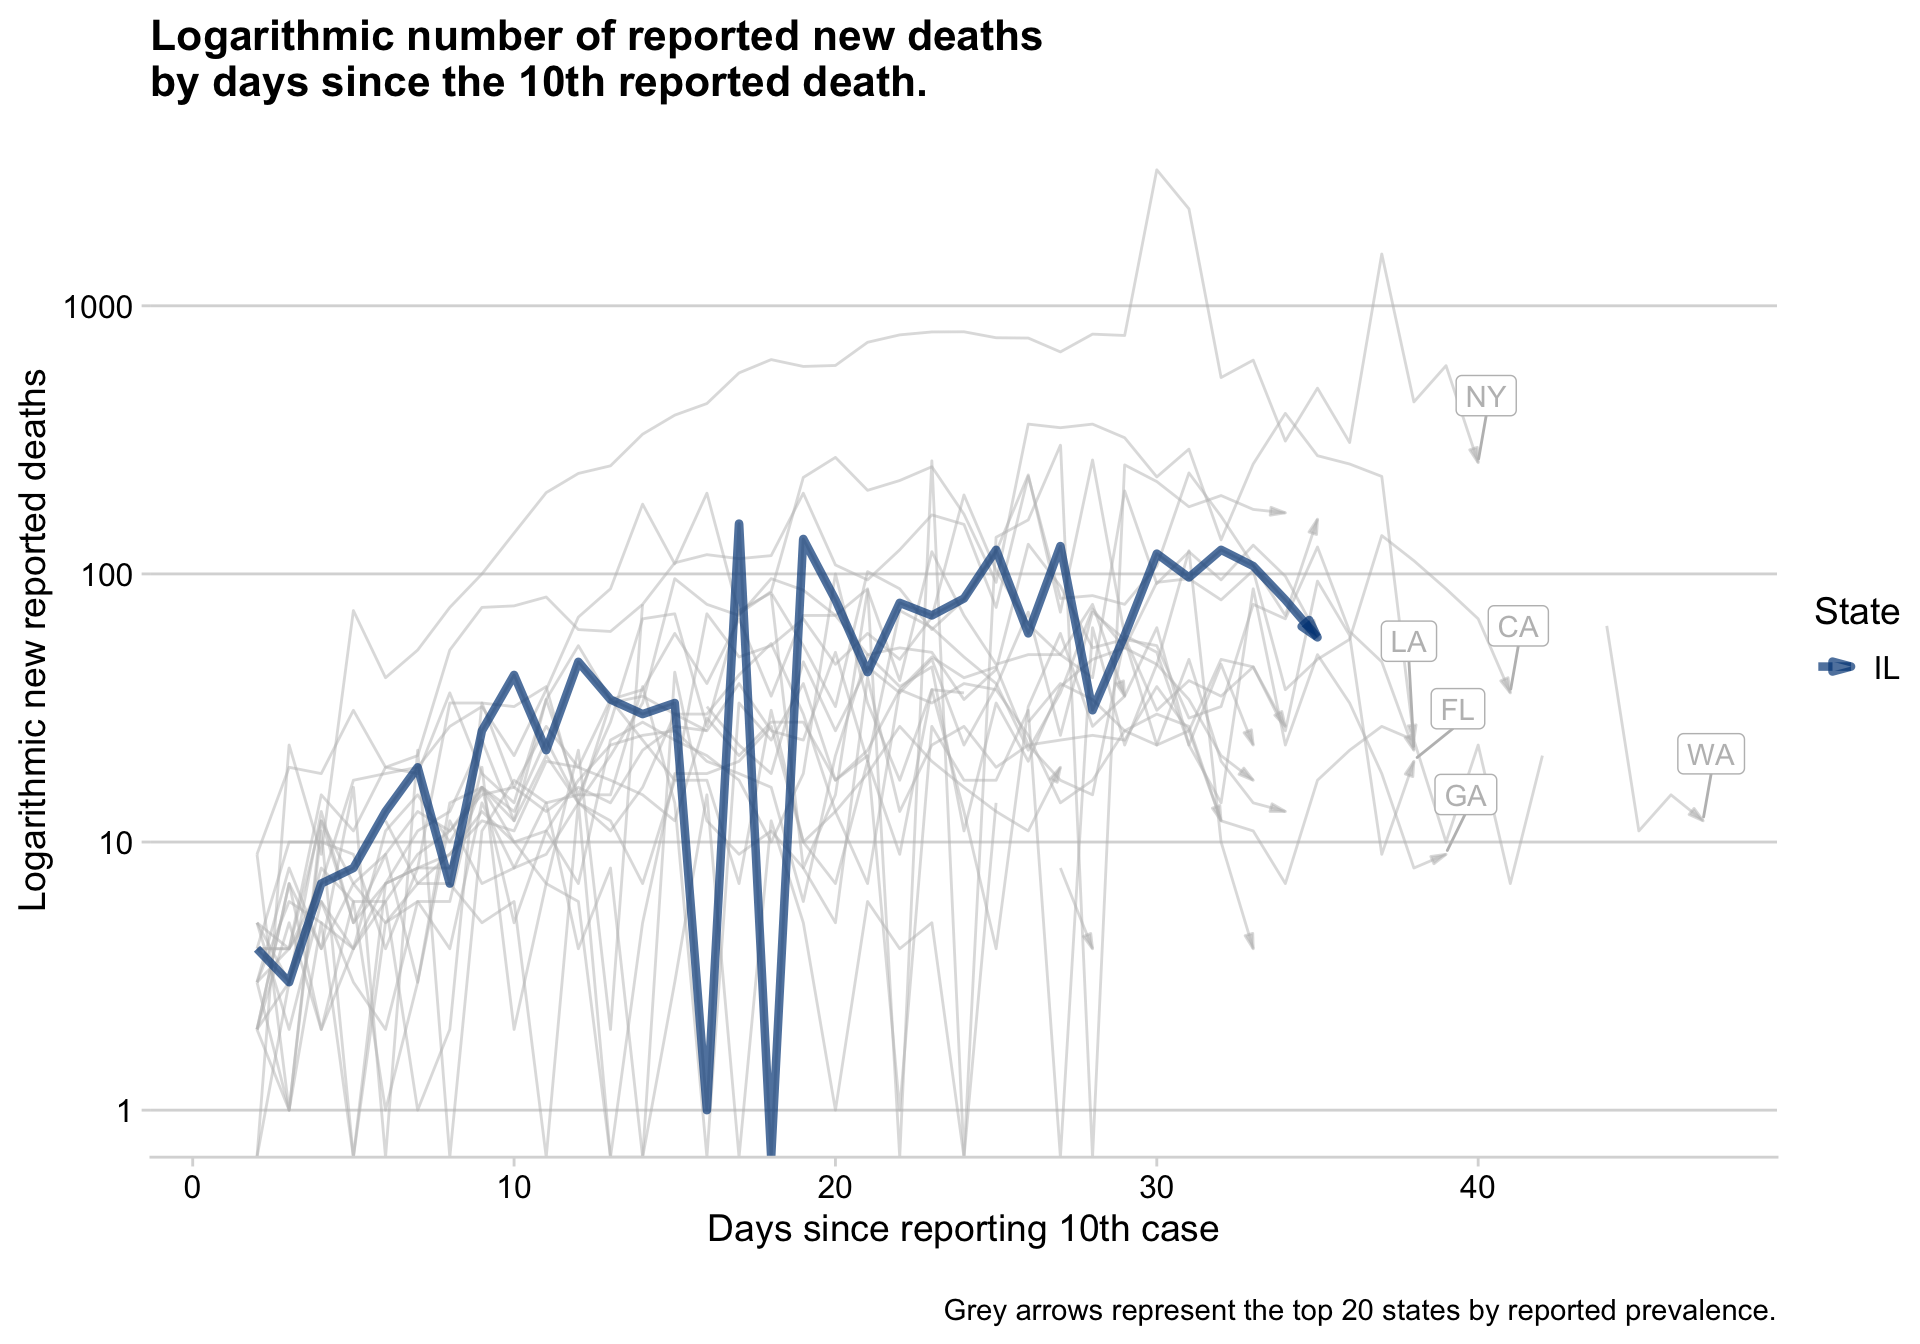 Logarithmic number of reported new deaths
by days since the 10th reported death.
Logarithmic new reported deaths
1000
100
10
1
NY
CA
LA
FL
WA
GA
State
IL
0 10 20 30 40
Days since reporting 10th case
Grey arrows represent the top 20 states by reported prevalence.